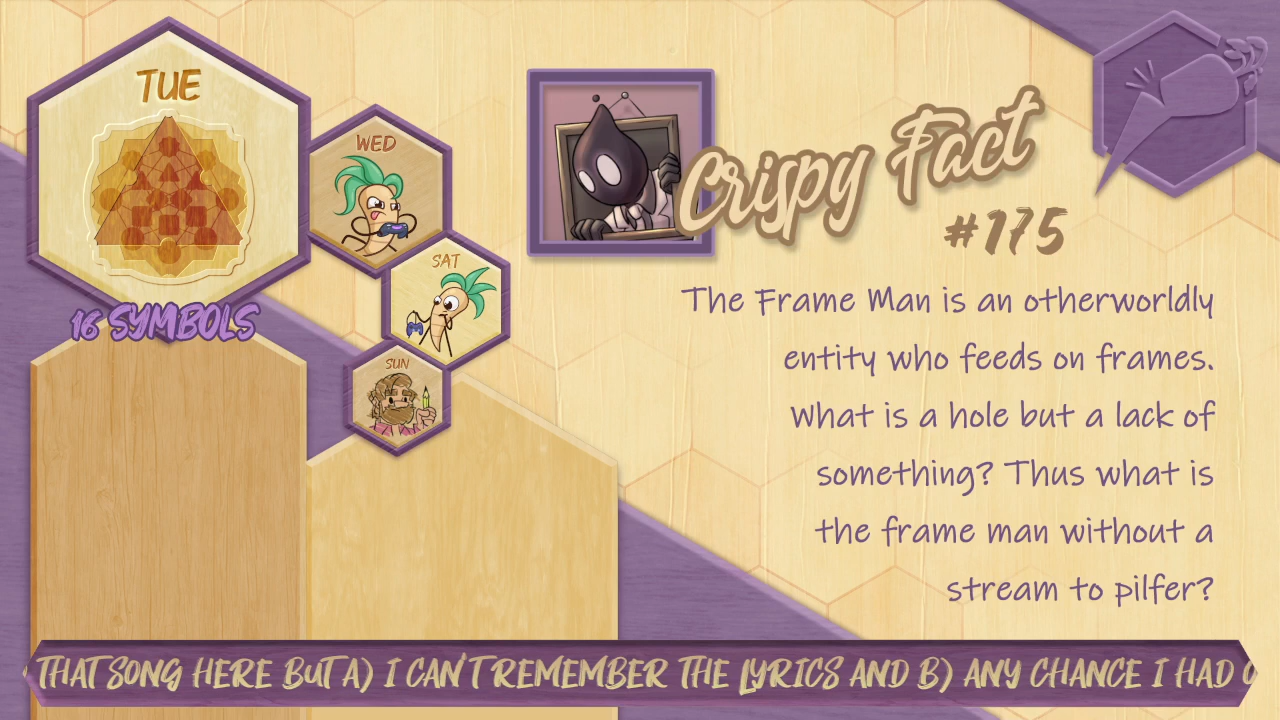 TUE
16 SYMBOLS
WED
SAT
SUN
Crispy Fact
#175
The Frame Man is an otherworldly
entity who feeds on frames.
What is a hole but a lack of
something? Thus what is
the frame man without a
stream to pilfer?
THAT SONG HERE BUT A) I CAN'T REMEMBER THE LYRICS AND B) ANY CHANCE I HAD